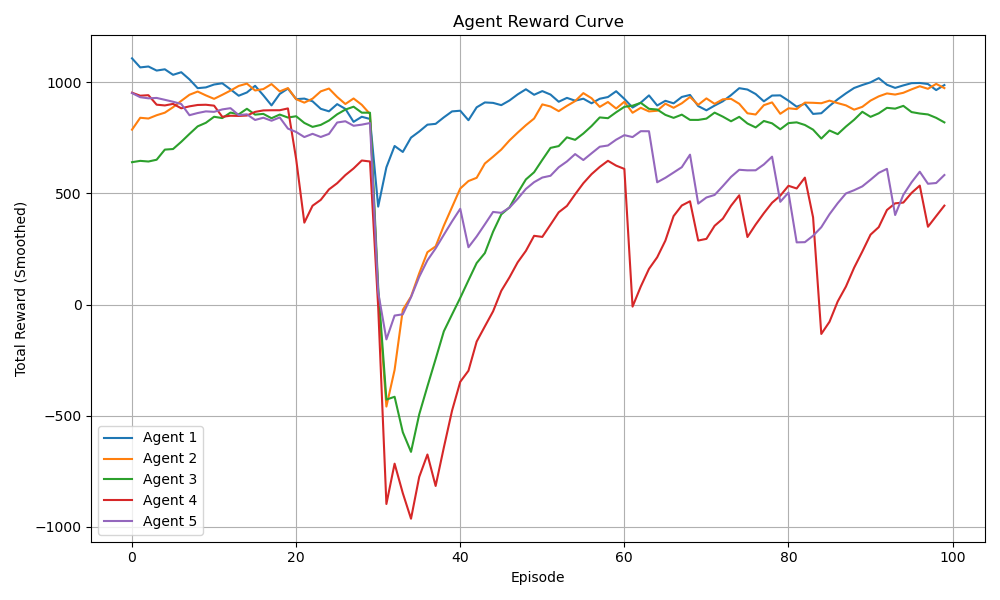 Agent Reward Curve
Total Reward (Smoothed)
1000
500
0
−500
−1000
Agent 1
Agent 2
Agent 3
Agent 4
Agent 5
0 20 40 60 80 100
Episode